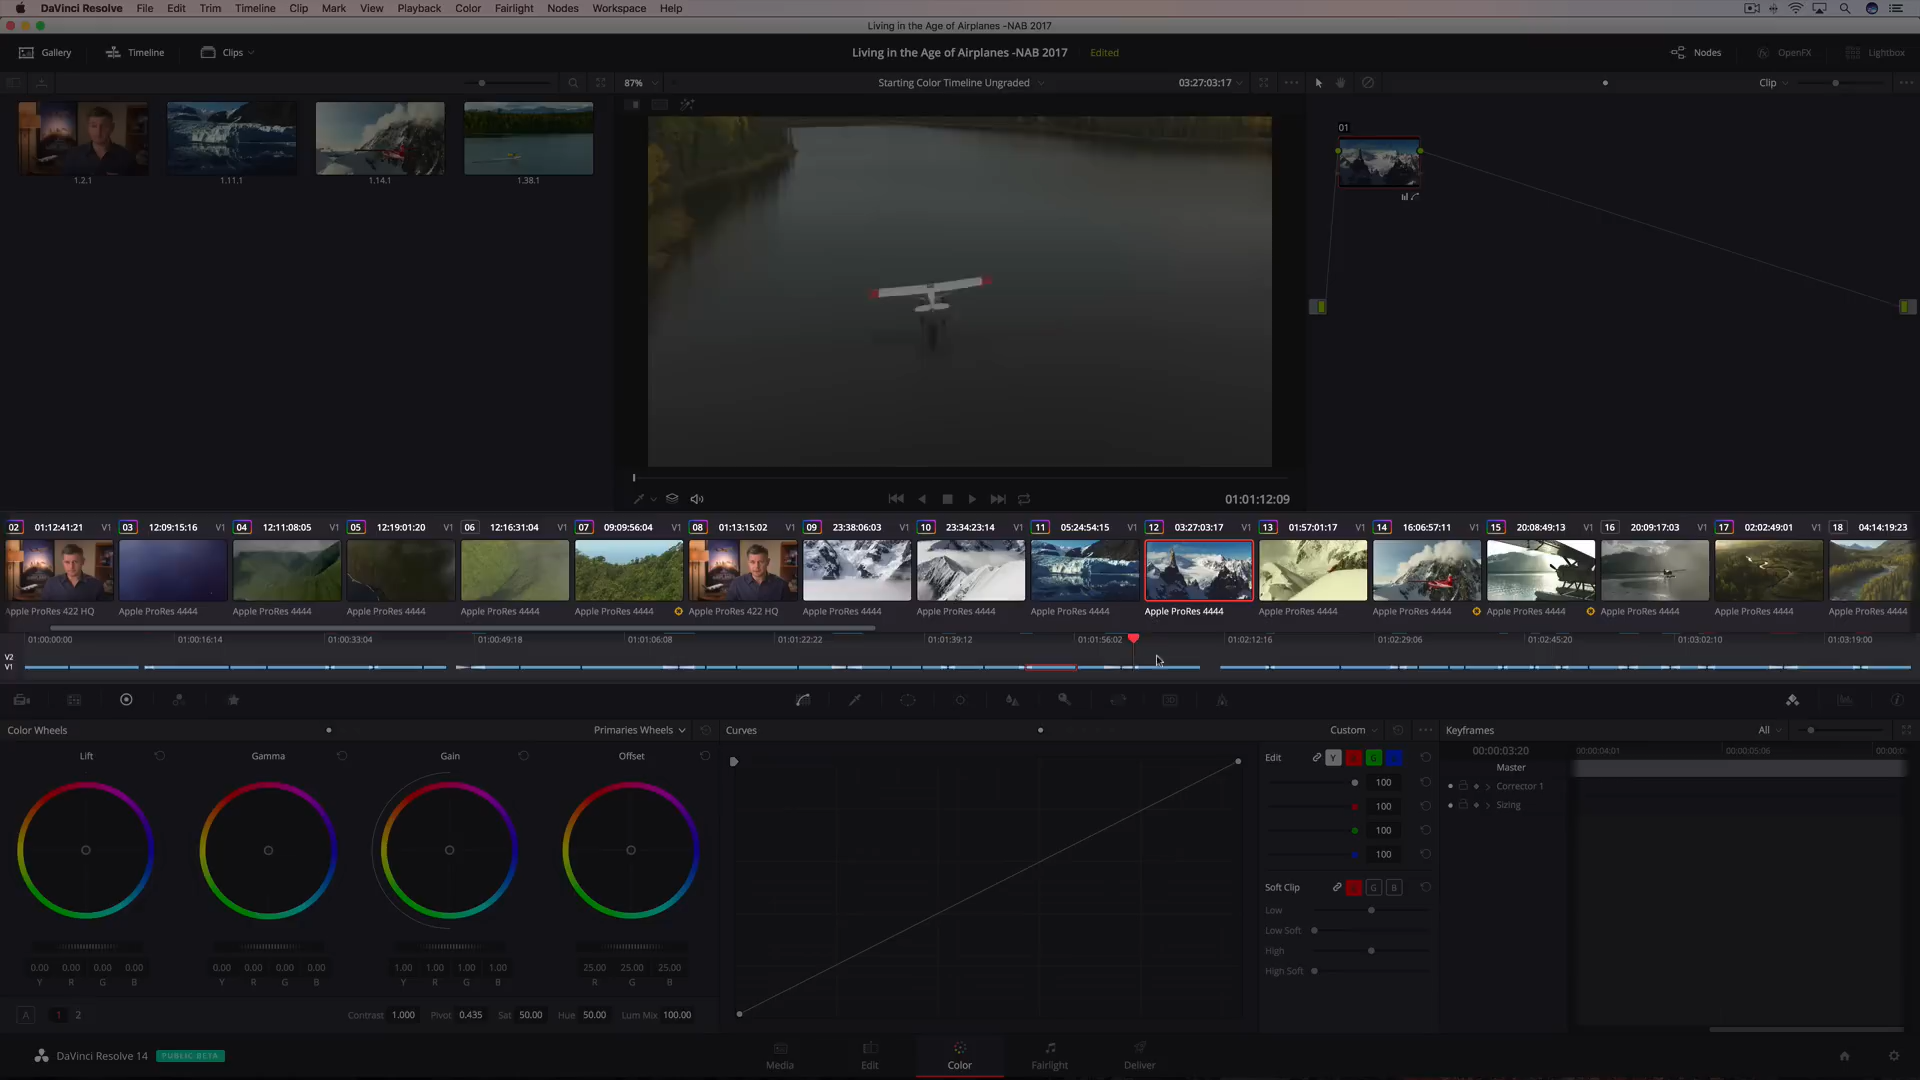 DaVinci Resolve File Edit Trim Timeline Clip Mark View Playback Color Fairlight Nodes Workspace Help
Living in the Age of Airplanes -NAB 2017
Gallery Timeline Clips Living in the Age of Airplanes -NAB 2017 Edited Nodes OpenFX Lightbox
87% Starting Color Timeline Ungraded 03:27:03:17 Clip
1.2.1 1.11.1 1.14.1 1.38.1
01
01:01:12:09
02 01:12:41:21 V1 03 12:09:15:16 V1 04 12:11:08:05 V1 05 12:19:01:20 V1 06 12:16:31:04 V1 07 09:09:56:04 V1 08 01:13:15:02 V1 09 23:38:06:03 V1 10 23:34:23:14 V1 11 05:24:54:15 V1 12 03:27:03:17 V1 13 01:57:01:17 V1 14 16:06:57:11 V1 15 20:08:49:13 V1 16 20:09:17:03 V1 17 02:02:49:01 V1 18 04:14:19:23
Apple ProRes 422 HQ Apple ProRes 4444 Apple ProRes 4444 Apple ProRes 4444 Apple ProRes 4444 Apple ProRes 4444 Apple ProRes 422 HQ Apple ProRes 4444 Apple ProRes 4444 Apple ProRes 4444 Apple ProRes 4444 Apple ProRes 4444 Apple ProRes 4444 Apple ProRes 4444 Apple ProRes 4444 Apple ProRes 4444 Apple ProRes 4444
01:00:00:00 01:00:16:14 01:00:33:04 01:00:49:18 01:01:06:08 01:01:22:22 01:01:39:12 01:01:56:02 01:02:12:16 01:02:29:06 01:02:45:20 01:03:02:10 01:03:19:00
V2
V1
Color Wheels Primaries Wheels Curves Custom Keyframes All
Lift Gamma Gain Offset
0.00 0.00 0.00 0.00 0.00 0.00 0.00 0.00 1.00 1.00 1.00 1.00 25.00 25.00 25.00
Y R G B Y R G B Y R G B R G B
A 1 2 Contrast 1.000 Pivot 0.435 Sat 50.00 Hue 50.00 Lum Mix 100.00
Edit Y G
100
100
100
100
Soft Clip G B
Low
Low Soft
High
High Soft
00:00:03:20 00:00:04:01 00:00:05:06
Master
Corrector 1
Sizing
DaVinci Resolve 14 PUBLIC BETA Media Edit Color Fairlight Deliver